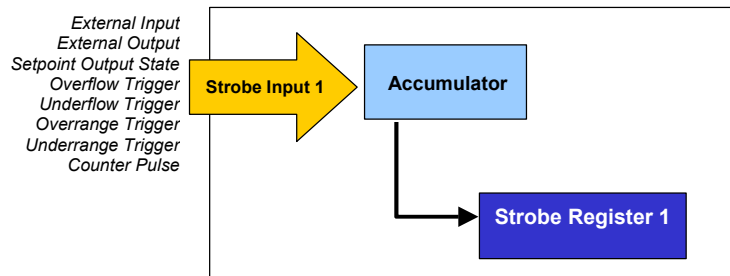 External Input
External Output
Setpoint Output State
Overflow Trigger
Underflow Trigger
Overrange Trigger
Underrange Trigger
Counter Pulse
Strobe Input 1
Accumulator
Strobe Register 1